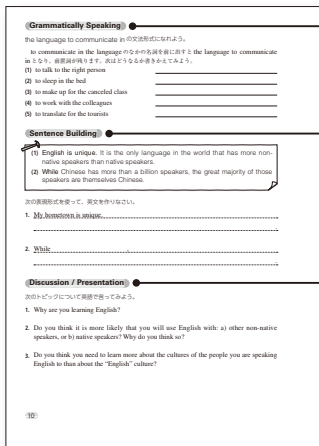 Grammatically Speaking
the language to communicate in の文法形式になれよう。
to communicate in the language のなかの名詞を前に出すと the language to communicate
in となり，前置詞が残ります。次はどうなるか書きかえてみよう。
(1) to talk to the right person
(2) to sleep in the bed
(3) to make up for the canceled class
(4) to work with the colleagues
(5) to translate for the tourists
Sentence Building
(1) English is unique. It is the only language in the world that has more non-
native speakers than native speakers.
(2) While Chinese has more than a billion speakers, the great majority of those
speakers are themselves Chinese.
次の表現形式を使って，英文を作りなさい。
1. My hometown is unique.
.
2. While ,
.
Discussion / Presentation
次のトピックについて英語で言ってみよう。
1. Why are you learning English?
2. Do you think it is more likely that you will use English with: a) other non-native
speakers, or b) native speakers? Why do you think so?
3. Do you think you need to learn more about the cultures of the people you are speaking
English to than about the “English” culture?
10